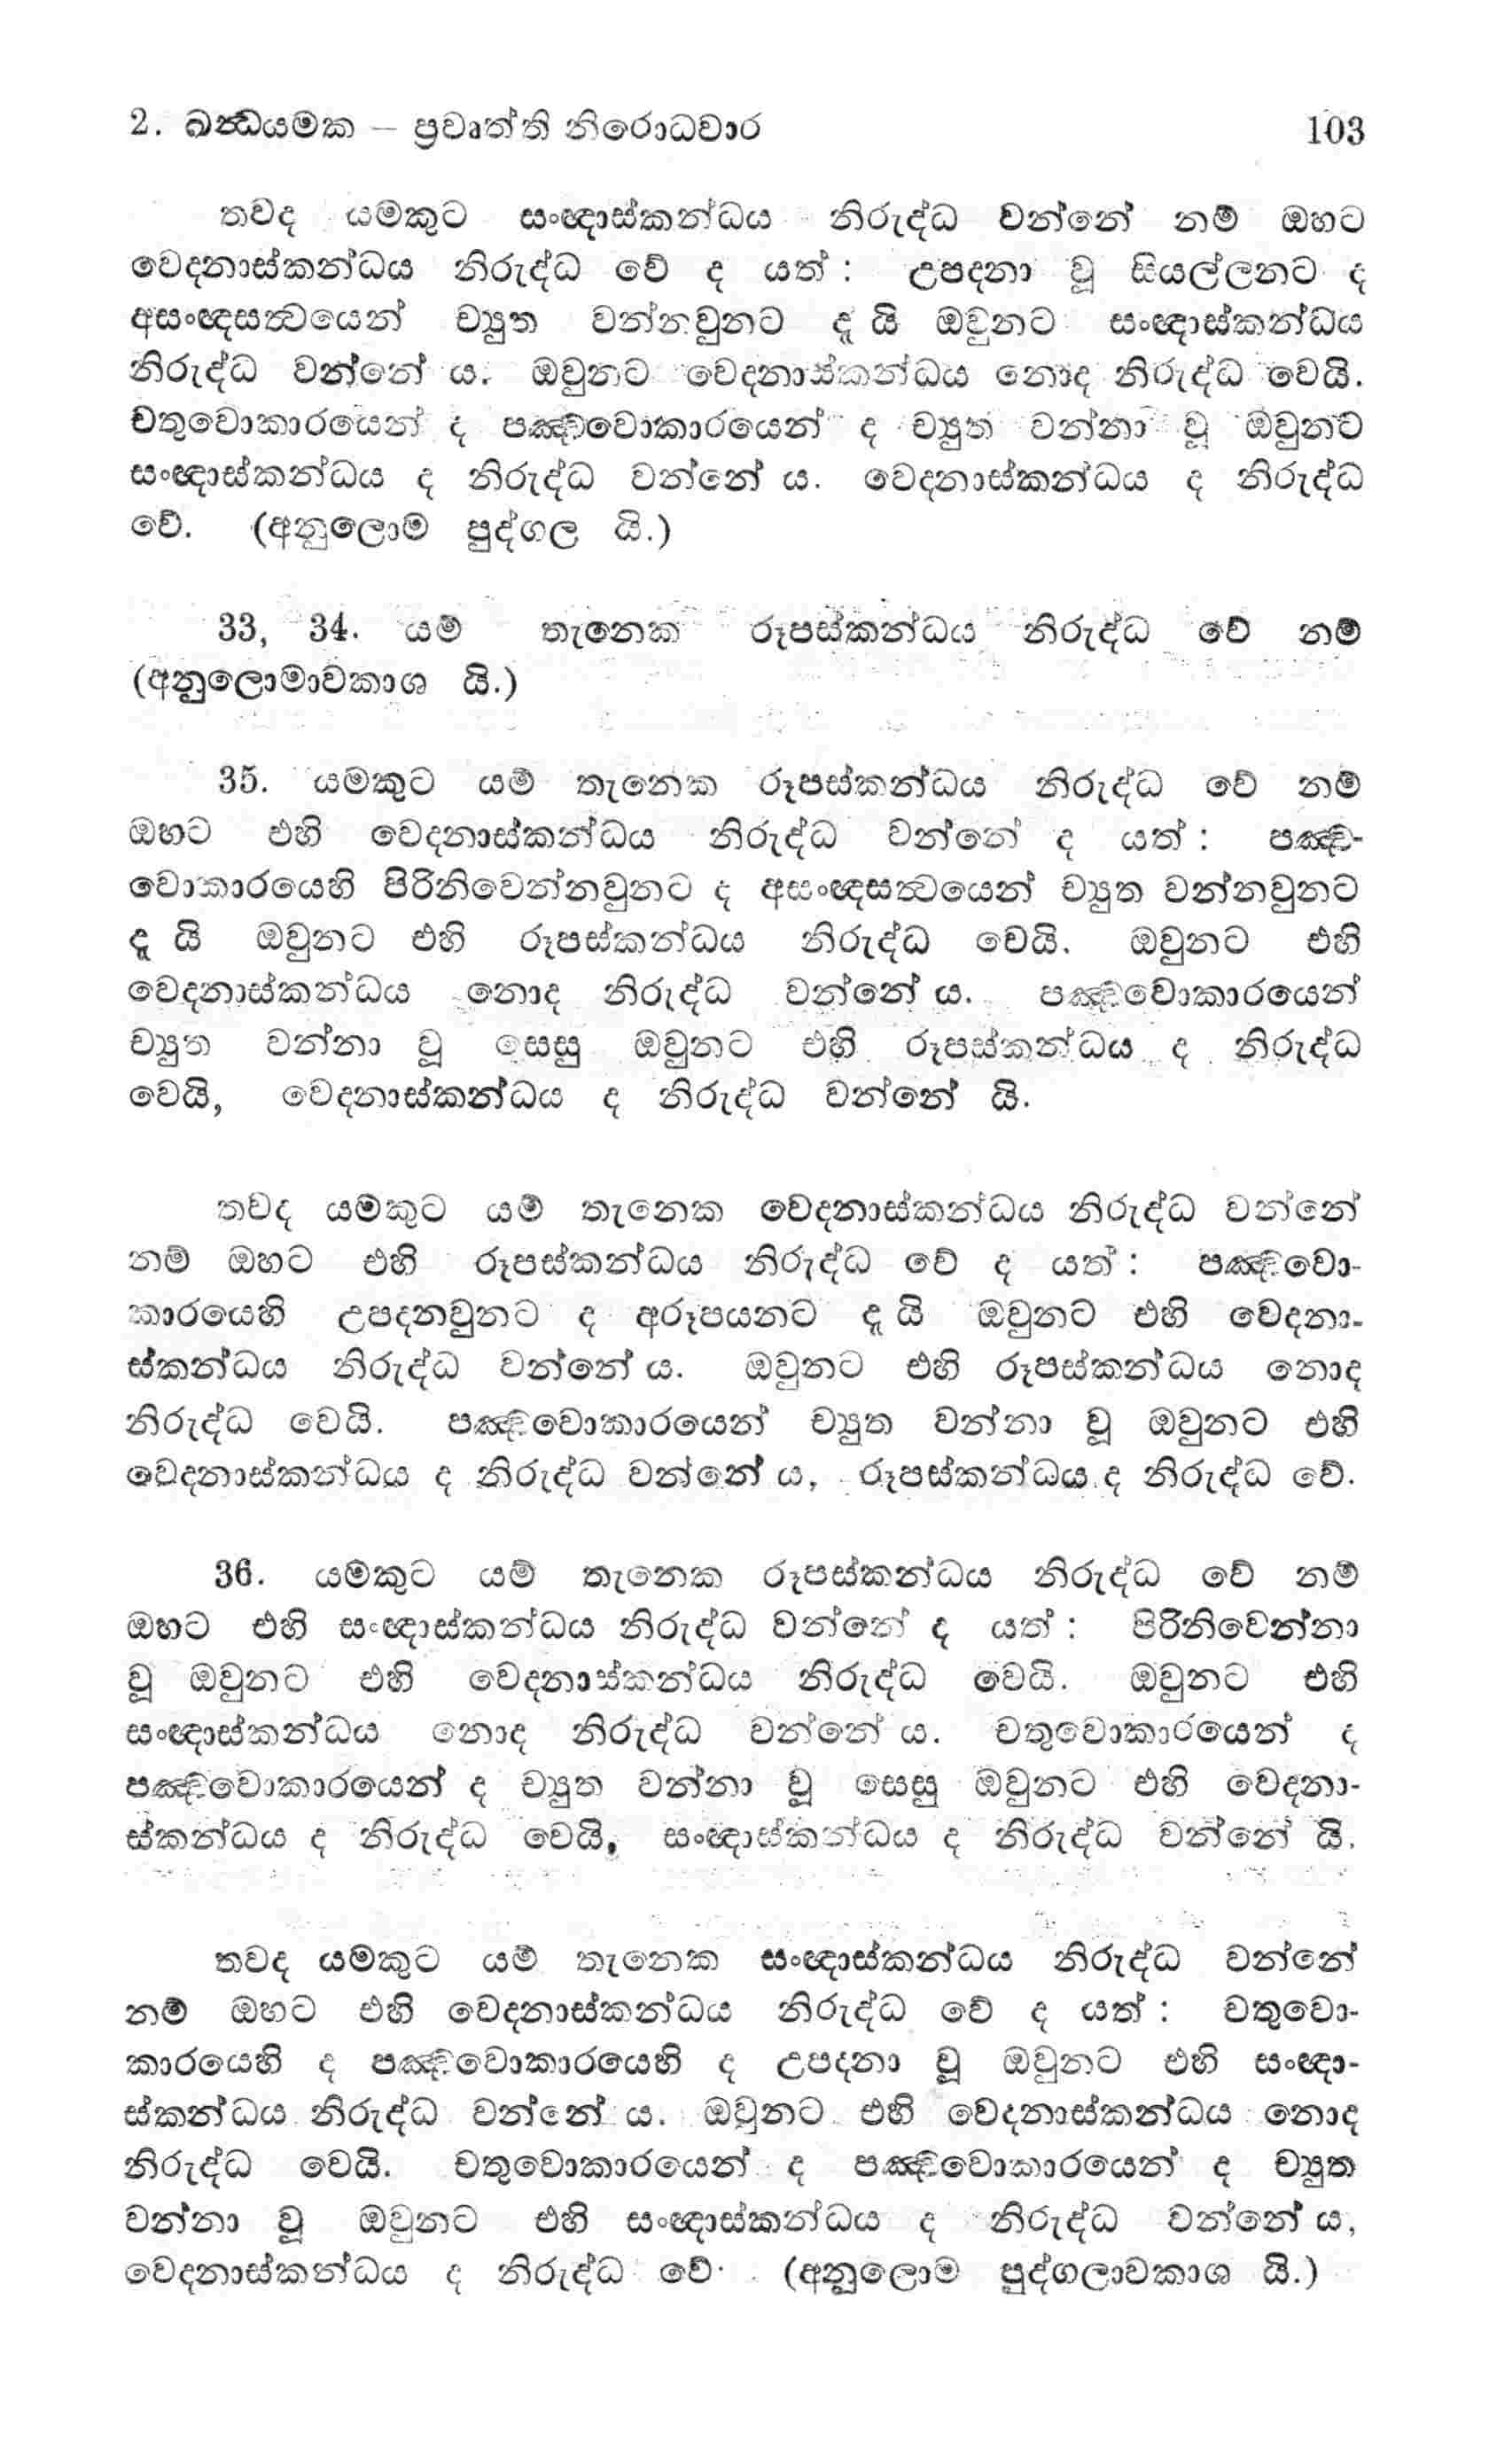 2. ඛන්‍ධයමක – ප්‍රවෘත්ති නිරොධවාර 103
තවද යමකුට සංඥාස්කන්ධය නිරුද්ධ වන්නේ නම් ඔහට
වෙදනාස්කන්ධය නිරුද්ධ වේ ද යත් : උපදනා වූ සියල්ලනට ද
අසංඥසත්‍වයෙන් ච්‍යුත වන්නවුනට ද යි ඔවුනට සංඥාස්කන්ධය
නිරුද්ධ වන්නේ ය. ඔවුනට වෙදනාස්කන්ධය නොද නිරුද්ධ වෙයි.
චතුවොකාරයෙන් ද පඤ්චවොකාරයෙන් ද ච්‍යුත වන්නා වූ ඔවුනට
සංඥාස්කන්ධය ද නිරුද්ධ වන්නේ ය. වෙදනාස්කන්ධය ද නිරුද්ධ
වේ. (අනුලොම පුද්ගල යි.)
33, 34. යම් තැනෙක රූපස්කන්ධය නිරුද්ධ වේ නම්
(අනුලොමාවකාශ යි.)
35. යමකුට යම් තැනෙක රූපස්කන්ධය නිරුද්ධ වේ නම්
ඔහට එහි වෙදනාස්කන්ධය නිරුද්ධ වන්නේ ද යත් : පඤ්ච-
වොකාරයෙහි පිරිනිවෙන්නවුනට ද අසංඥසත්‍වයෙන් ච්‍යුත වන්නවුනට
ද යි ඔවුනට එහි රූපස්කන්ධය නිරුද්ධ වෙයි. ඔවුනට එහි
වෙදනාස්කන්ධය නොද නිරුද්ධ වන්නේ ය. පඤ්චවොකාරයෙන්
ච්‍යුත වන්නා වූ සෙසු ඔවුනට එහි රූපස්කන්ධය ද නිරුද්ධ
වෙයි, වෙදනාස්කන්ධය ද නිරුද්ධ වන්නේ යි.
තවද යමකුට යම් තැනෙක වෙදනාස්කන්ධය නිරුද්ධ වන්නේ
නම් ඔහට එහි රූපස්කන්ධය නිරුද්ධ වේ ද යත් : පඤ්චවො-
කාරයෙහි උපදනවුනට ද අරූපයනට ද යි ඔවුනට එහි වෙදනා-
ස්කන්ධය නිරුද්ධ වන්නේ ය. ඔවුනට එහි රූපස්කන්ධය නොද
නිරුද්ධ වෙයි. පඤ්චවොකාරයෙන් ච්‍යුත වන්නා වූ ඔවුනට එහි
වෙදනාස්කන්ධය ද නිරුද්ධ වන්නේ ය, රූපස්කන්ධය ද නිරුද්ධ වේ.
36. යමකුට යම් තැනෙක රූපස්කන්ධය නිරුද්ධ වේ නම්
ඔහට එහි සංඥාස්කන්ධය නිරුද්ධ වන්නේ ද යත් : පිරිනිවෙන්නා
වූ ඔවුනට එහි වෙදනාස්කන්ධය නිරුද්ධ වෙයි. ඔවුනට එහි
සංඥාස්කන්ධය නොද නිරුද්ධ වන්නේ ය. චතුවොකාරයෙන් ද
පඤ්චවොකාරයෙන් ද ච්‍යුත වන්නා වූ සෙසු ඔවුනට එහි වෙදනා-
ස්කන්ධය ද නිරුද්ධ වෙයි, සංඥාස්කන්ධය ද නිරුද්ධ වන්නේ යි.
තවද යමකුට යම් තැනෙක සංඥාස්කන්ධය නිරුද්ධ වන්නේ
නම් ඔහට එහි වෙදනාස්කන්ධය නිරුද්ධ වේ ද යත් : චතුවො-
කාරයෙහි ද පඤ්චවොකාරයෙහි ද උපදනා වූ ඔවුනට එහි සංඥා-
ස්කන්ධය නිරුද්ධ වන්නේ ය. ඔවුනට එහි වෙදනාස්කන්ධය නොද
නිරුද්ධ වෙයි. චතුවොකාරයෙන් ද පඤ්චවොකාරයෙන් ද ච්‍යුත
වන්නා වූ ඔවුනට එහි සංඥාස්කන්ධය ද නිරුද්ධ වන්නේ ය,
වෙදනාස්කන්ධය ද නිරුද්ධ වේ. (අනුලොම පුද්ගලාවකාශ යි.)